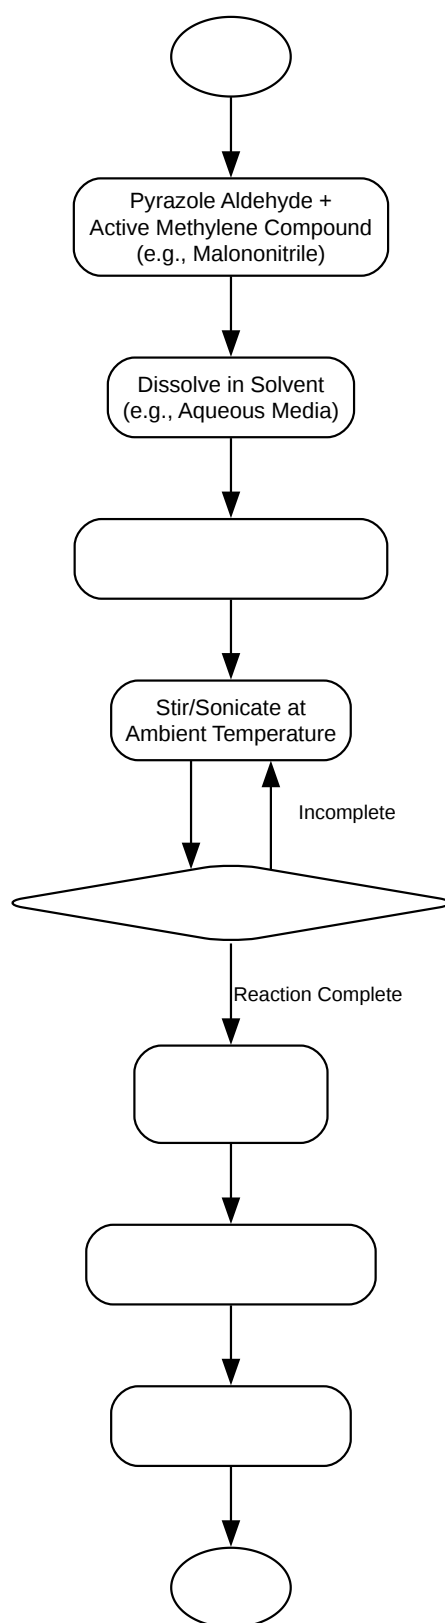 Pyrazole Aldehyde +
Active Methylene Compound
(e.g., Malononitrile)
Dissolve in Solvent
(e.g., Aqueous Media)
Stir/Sonicate at
Ambient Temperature
Incomplete
Reaction Complete